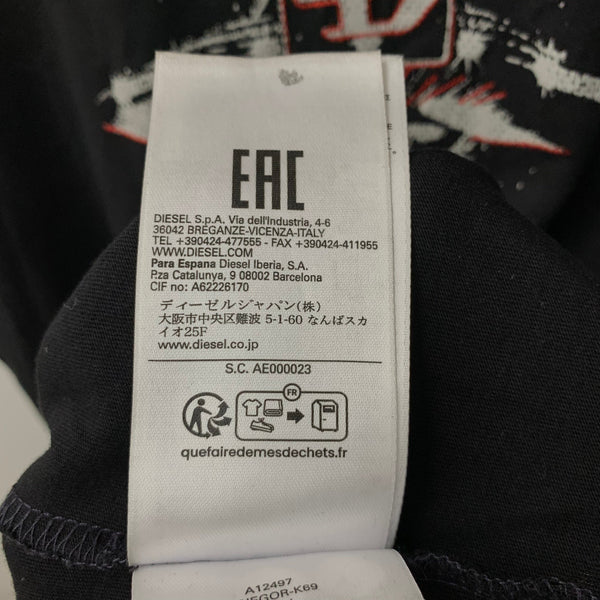 EAC
DIESEL S.p.A. Via dell'Industria, 4-6
36042 BREGANZE-VICENZA-ITALY
TEL +390424-477555 - FAX +390424-411955
WWW.DIESEL.COM
Para Espana Diesel Iberia, S.A.
P.za Catalunya, 9 08002 Barcelona
CIF no: A62226170
ディーゼルジャパン(株)
大阪市中央区難波 5-1-60 なんばスカ
イオ25F
www.diesel.co.jp
S.C. AE000023
FR
quefairedemesdechets.fr
A12497